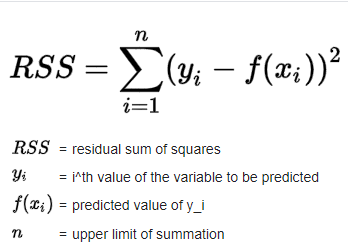 RSS = \sum_{i=1}^{n} (y_i − f(x_i))^2
RSS = residual sum of squares
y_i = i^th value of the variable to be predicted
f(x_i) = predicted value of y_i
n = upper limit of summation